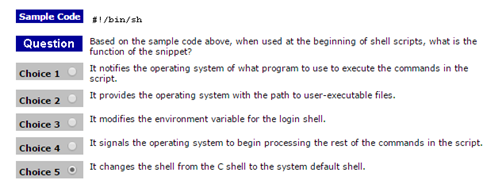 Sample Code #!/bin/sh
Question Based on the sample code above, when used at the beginning of shell scripts, what is the
function of the snippet?
Choice 1 It notifies the operating system of what program to use to execute the commands in the
script.
Choice 2 It provides the operating system with the path to user-executable files.
Choice 3 It modifies the environment variable for the login shell.
Choice 4 It signals the operating system to begin processing the rest of the commands in the script.
Choice 5 It changes the shell from the C shell to the system default shell.